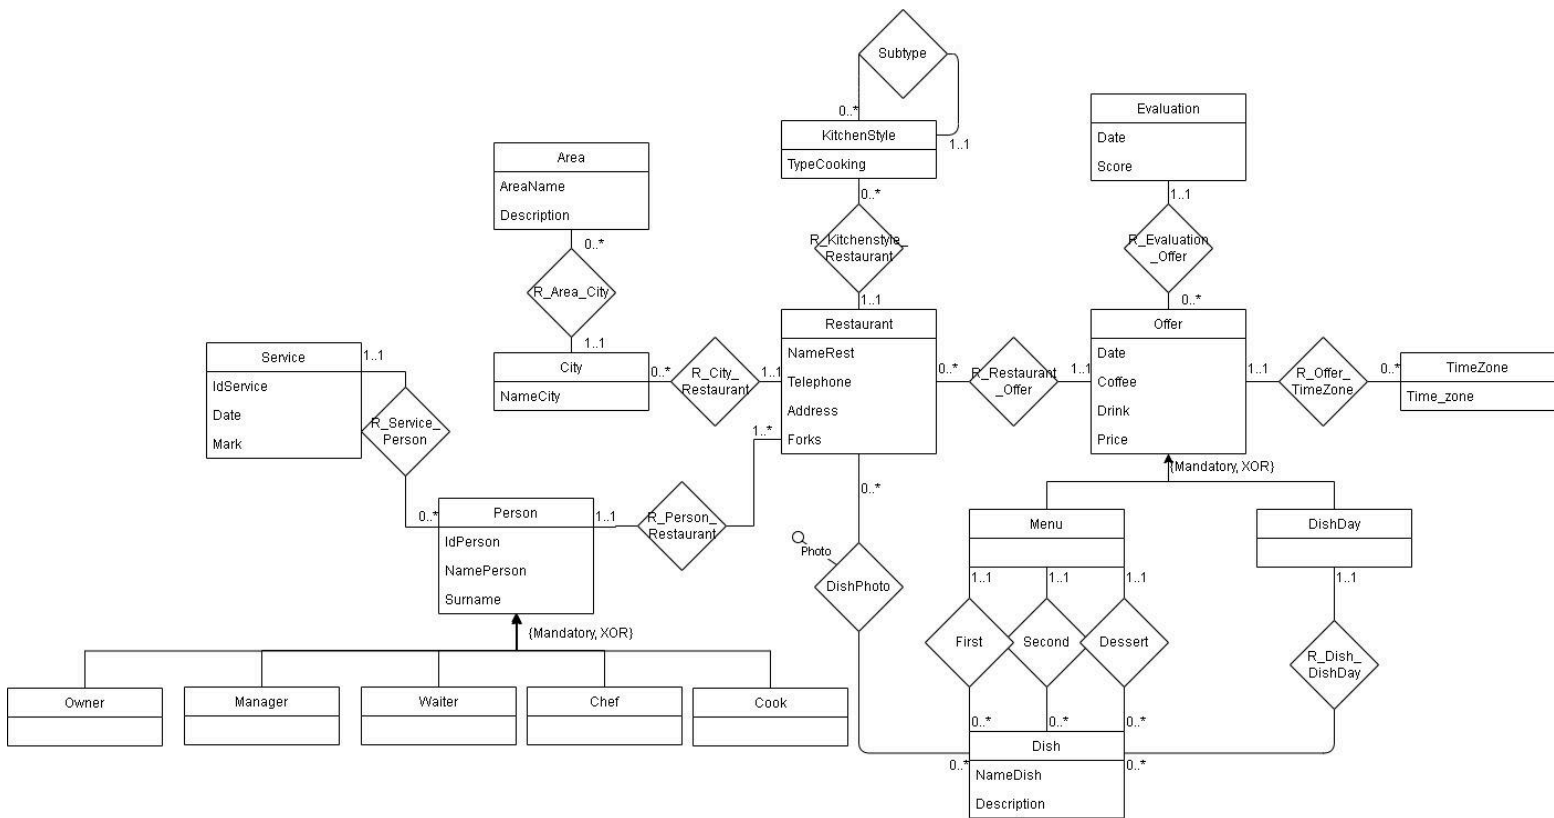 Subtype
0..*
KitchenStyle
1..1
TypeCooking
0..*
R_Kitchenstyle_
Restaurant
1..1
Evaluation
Date
Score
1..1
R_Evaluation
_Offer
0..*
Area
AreaName
Description
0..*
R_Area_City
1..1
City
NameCity
0..*
R_City_
Restaurant
1..1
Restaurant
NameRest
Telephone
Address
Forks
0..*
R_Restaurant
_Offer
1..1
Offer
Date
Coffee
Drink
Price
1..1
R_Offer_
TimeZone
0..*
TimeZone
Time_zone
Service
IdService
Date
Mark
1..1
R_Service_
Person
0..*
Person
IdPerson
NamePerson
Surname
1..1
R_Person_
Restaurant
1..*
{Mandatory, XOR}
Owner
Manager
Waiter
Chef
Cook
0..*
Photo
DishPhoto
0..*
{Mandatory, XOR}
Menu
DishDay
1..1
1..1
1..1
1..1
First
Second
Dessert
R_Dish_
DishDay
0..*
0..*
0..*
0..*
Dish
NameDish
Description